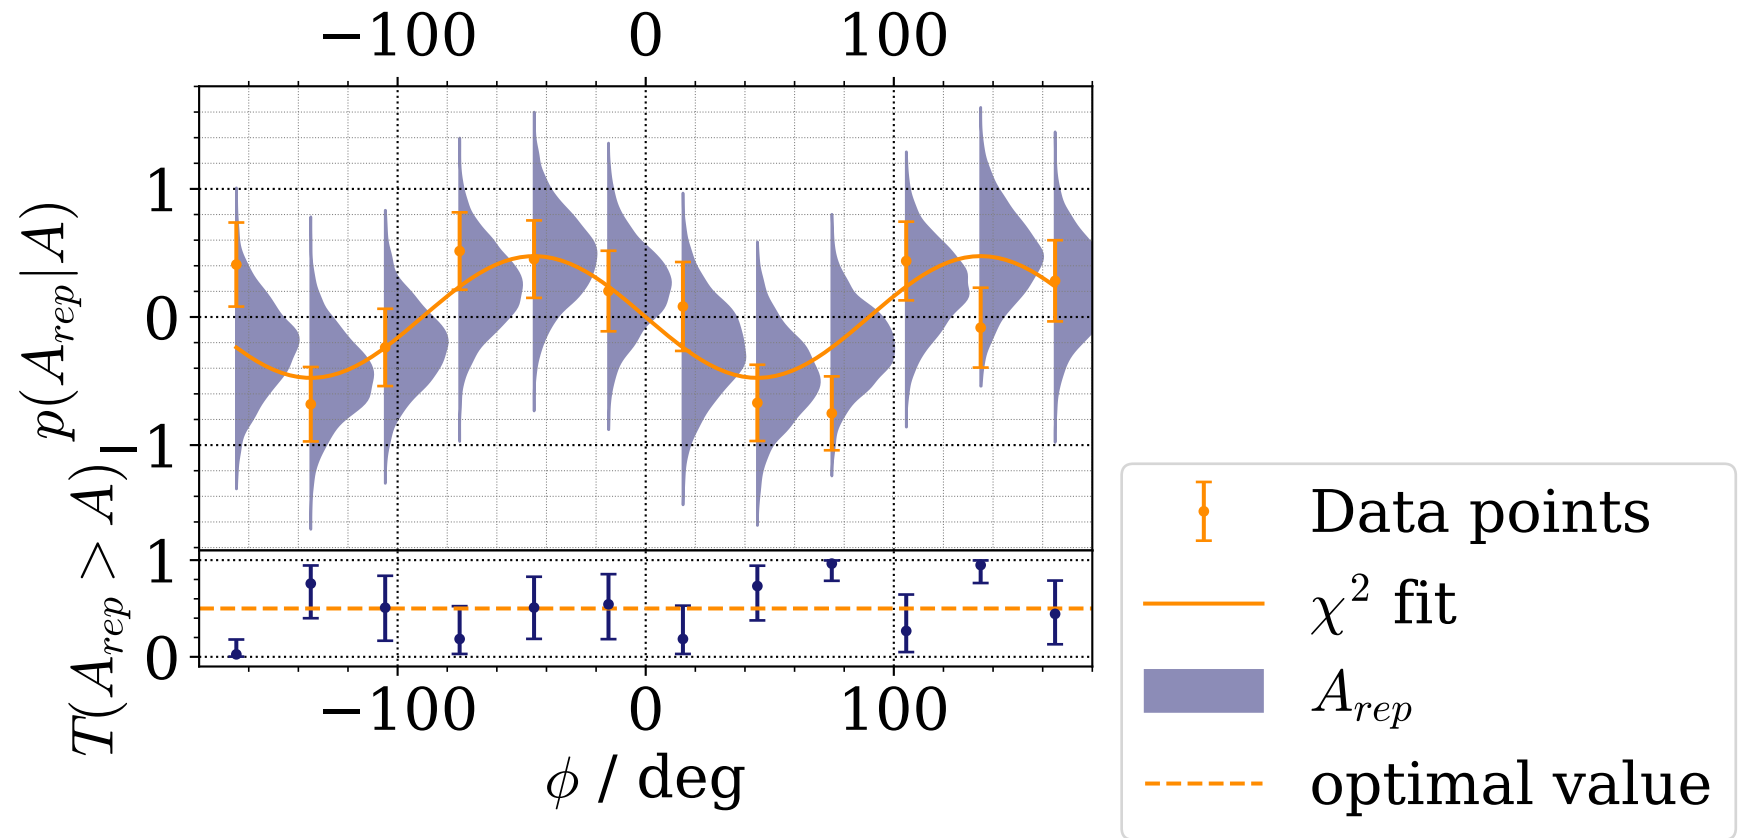 −100 0 100
p(A_rep|A)
1
0
−1
T(A_rep > A)
1
0
−100 0 100
ϕ / deg
Data points
χ² fit
A_rep
optimal value